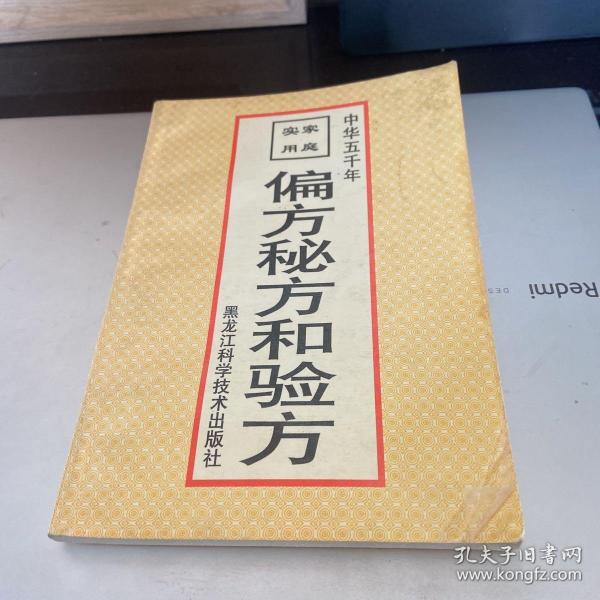 中华五千年
家庭
实用
偏方秘方和验方
黑龙江科学技术出版社
Redmi
DES
孔夫子旧书网
www.kongfz.com